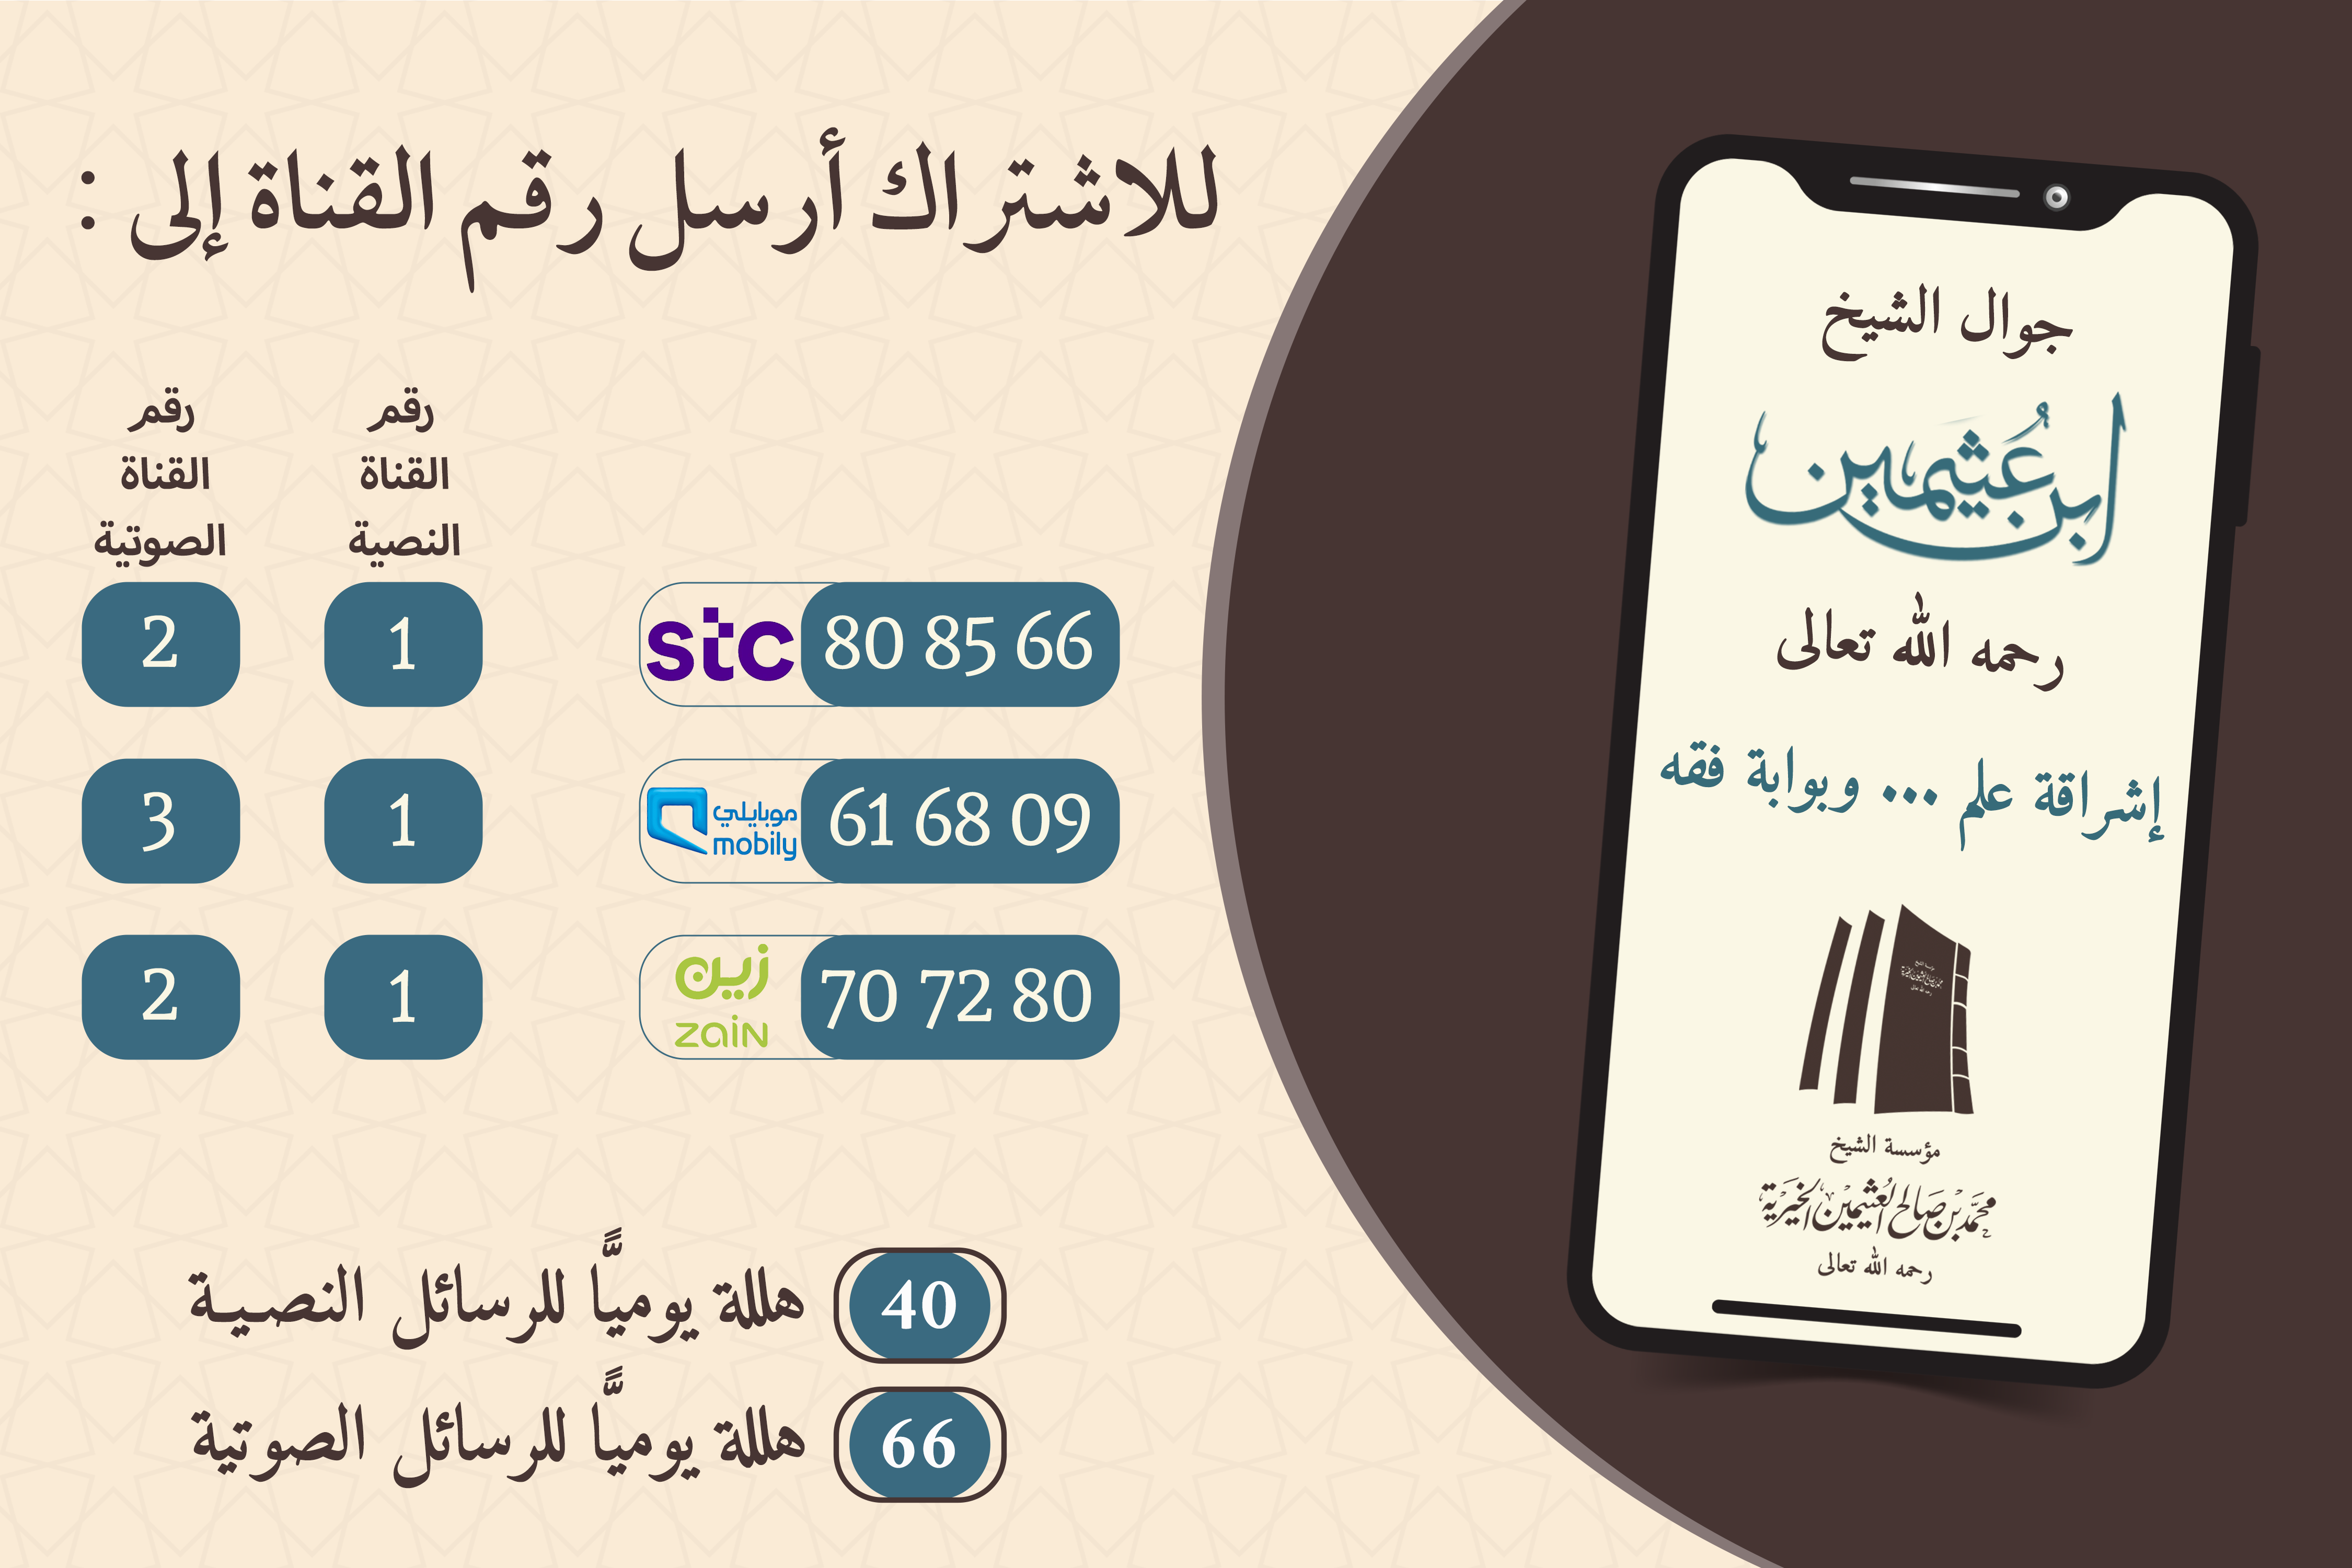 جوال الشيخ
ابن عُثيمين
رحمه الله تعالى
إشراقة علم ... وبوابة فقه
مؤسسة الشيخ
محمد بن صالح العثيمين الخيرية
رحمه الله تعالى
للاشتراك أرسل رقم القناة إلى :
رقم القناة النصية
رقم القناة الصوتية
80 85 66 stc 1 2
61 68 09 موبايلي mobily 1 3
70 72 80 زين zain 1 2
40 هللة يوميًّا للرسائل النصية
66 هللة يوميًّا للرسائل الصوتية